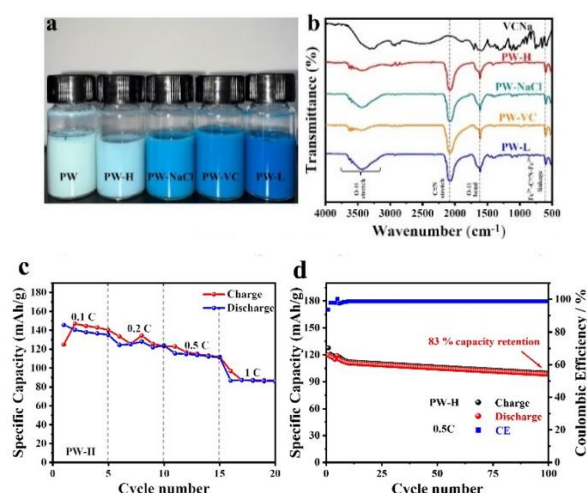 a
PW
PW-H
PW-NaCl
PW-VC
PW-L
b
Transmittance (%)
VCNa
PW-H
PW-NaCl
PW-VC
PW-L
O-H
stretch
C≡N
stretch
O-H
bend
linkage
4000 3500 3000 2500 2000 1500 1000 500
Wavenumber (cm⁻¹)
c
Specific Capacity (mAh/g)
180
160
140
120
100
80
60
40
20
0
0.1 C
0.2 C
0.5 C
1 C
Charge
Discharge
PW-H
0 5 10 15 20
Cycle number
d
Specific Capacity (mAh/g)
180
150
120
90
60
30
0
83 % capacity retention
PW-H
0.5C
Charge
Discharge
CE
Coulombic Efficiency / %
100
80
60
40
20
0
0 25 50 75 100
Cycle number